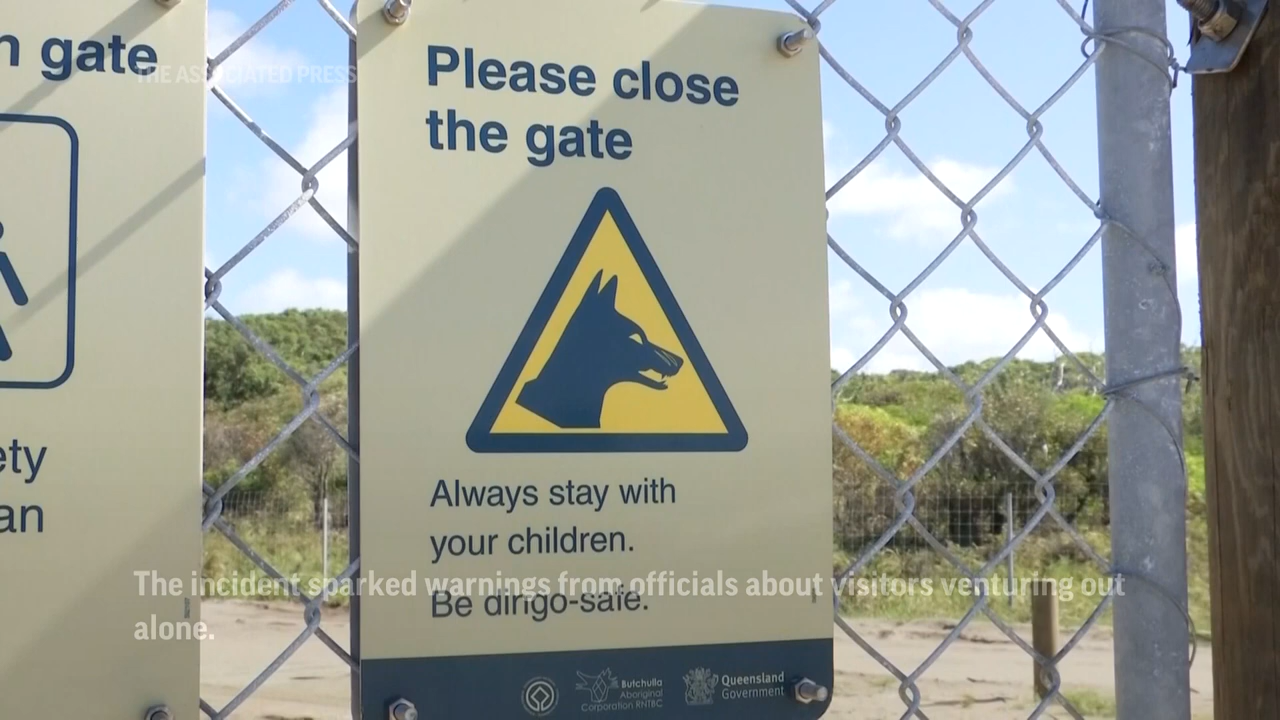 n gate
THE ASSOCIATED PRESS
Please close
the gate
ety
an
Always stay with
your children.
Be dingo-safe.
The incident sparked warnings from officials about visitors venturing out
alone.
Butchulla
Aboriginal
Corporation RNTBC
Queensland
Government